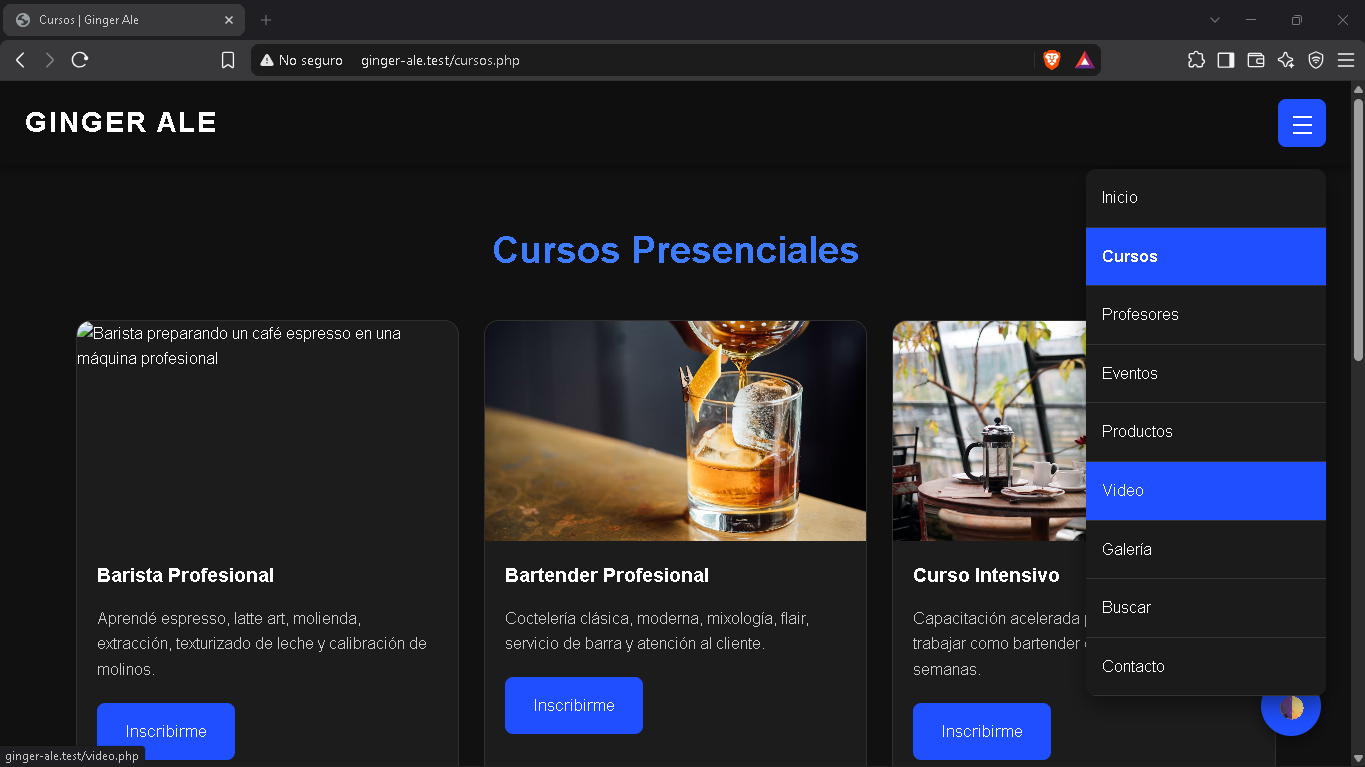 Cursos | Ginger Ale
No seguro
ginger-ale.test/cursos.php
GINGER ALE
Inicio
Cursos
Profesores
Eventos
Productos
Video
Galería
Buscar
Contacto
Cursos Presenciales
Barista preparando un café espresso en una
máquina profesional
Barista Profesional
Aprendé espresso, latte art, molienda,
extracción, texturizado de leche y calibración de
molinos.
Inscribirme
Bartender Profesional
Coctelería clásica, moderna, mixología, flair,
servicio de barra y atención al cliente.
Inscribirme
Curso Intensivo
Capacitación acelerada
trabajar como bartender
semanas.
Inscribirme
ginger-ale.test/video.php